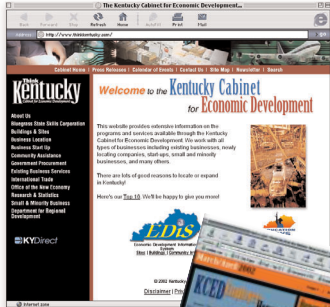 The Kentucky Cabinet for Economic Development...
Back Forward Stop Refresh Home AutoFill Print Mail
Address: http://www.thinkkentucky.com/
Cabinet Home | Press Releases | Calendar of Events | Contact Us | Site Map | Newsletter | Search
Think
Kentucky
Welcome to the Kentucky Cabinet
for Economic Development
About Us
Bluegrass State Skills Corporation
Buildings & Sites
Business Location
Business Start Up
Community Assistance
Government Procurement
Existing Business Services
International Trade
Office of the New Economy
Research & Statistics
Small & Minority Business
Department for Regional
Development
KYDirect
This website provides extensive information on the
programs and services available through the Kentucky
Cabinet for Economic Development. We work with all
types of businesses including existing businesses, newly
locating companies, start-ups, small and minority
businesses, and many others.
There are lots of good reasons to locate or expand
in Kentucky!
Here's our Top 10. We'll be happy to give you more!
EDIS
Economic Development Information
System
Sites | Buildings |
© 2002 Kentucky
Disclaimer |
March/April 2002
KCED
Internet zone